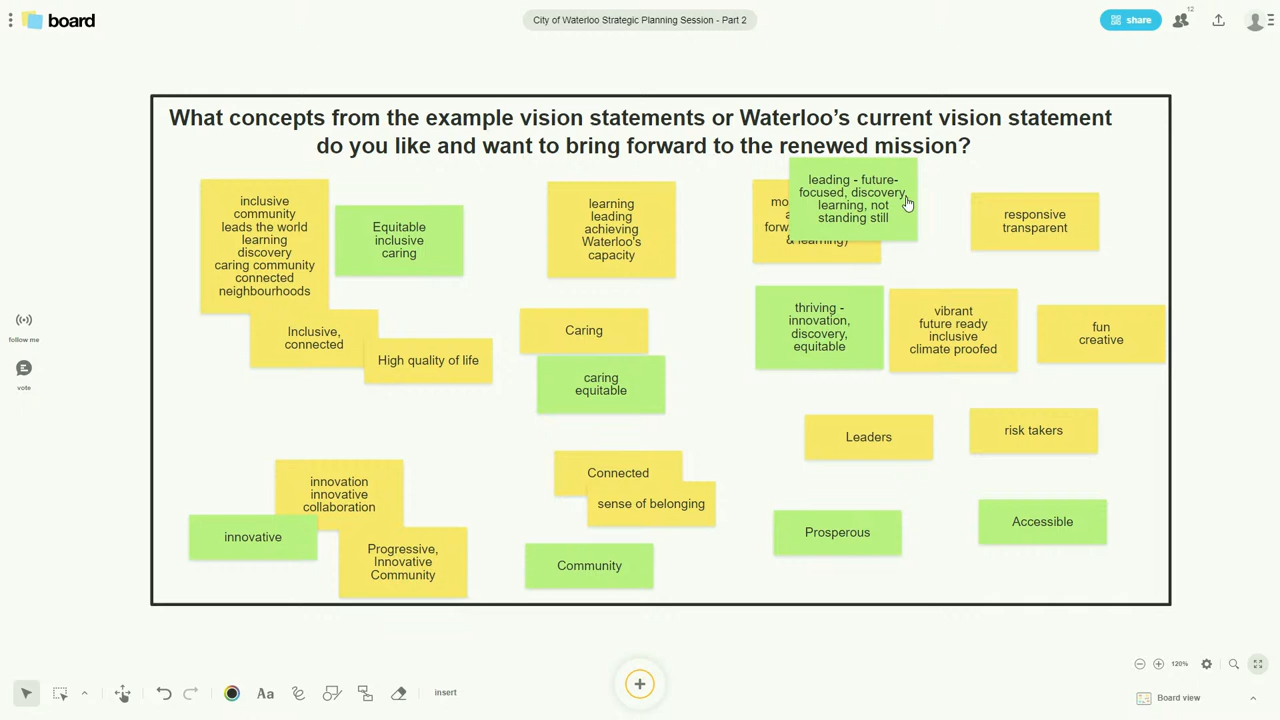 board
City of Waterloo Strategic Planning Session - Part 2
share
12
What concepts from the example vision statements or Waterloo's current vision statement
do you like and want to bring forward to the renewed mission?
inclusive
community
leads the world
learning
discovery
caring community
connected
neighbourhoods
Equitable
inclusive
caring
learning
leading
achieving
Waterloo's
capacity
leading - future-
focused, discovery,
learning, not
standing still
& learning)
responsive
transparent
Inclusive,
connected
High quality of life
Caring
caring
equitable
thriving -
innovation,
discovery,
equitable
vibrant
future ready
inclusive
climate proofed
fun
creative
Leaders
risk takers
innovation
innovative
collaboration
innovative
Progressive,
Innovative
Community
Connected
sense of belonging
Community
Prosperous
Accessible
follow me
vote
Aa
insert
120%
Board view